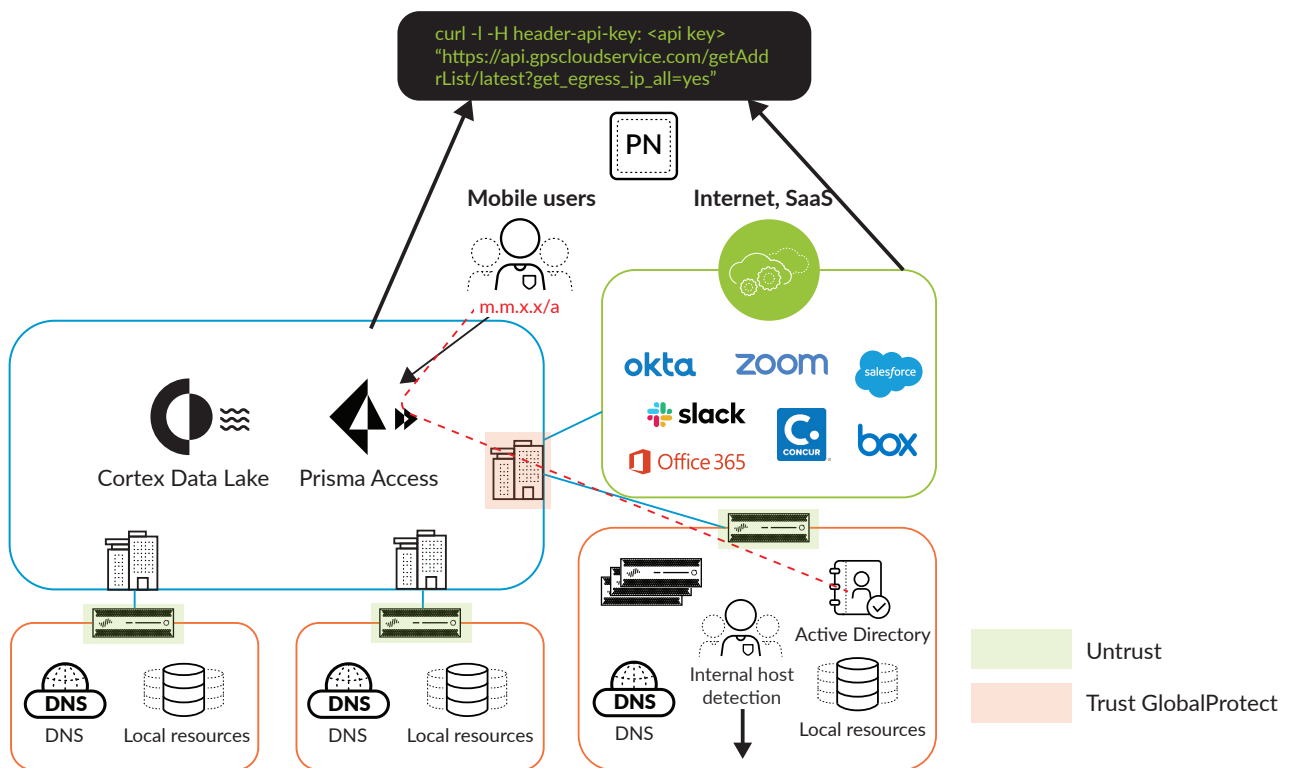 curl -l -H header-api-key: <api key>
“https://api.gpscloudservice.com/getAdd
rList/latest?get_egress_ip_all=yes”
PN
Mobile users
Internet, SaaS
m.m.x.x/a
okta
zoom
salesforce
slack
C.
CONCUR
box
Office 365
Cortex Data Lake
Prisma Access
Active Directory
Internal host
detection
DNS
DNS
Local resources
DNS
DNS
Local resources
DNS
DNS
Local resources
Untrust
Trust GlobalProtect